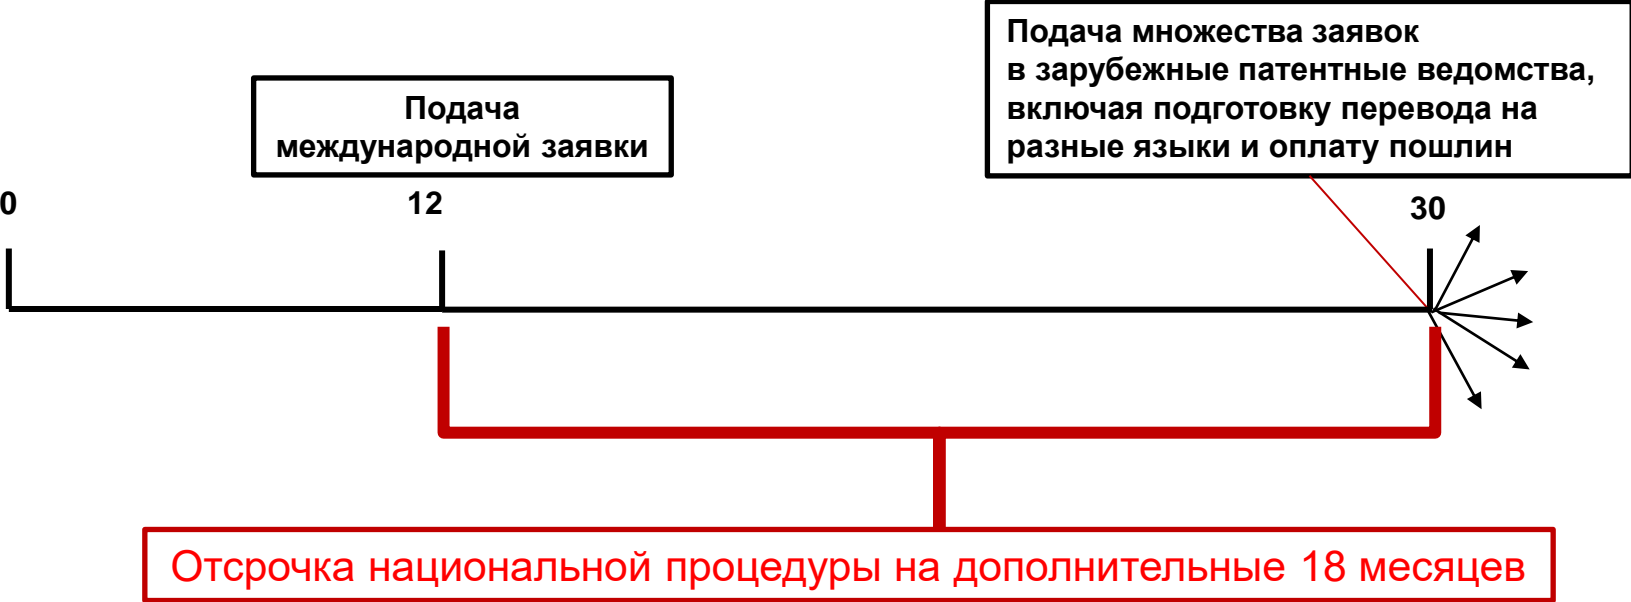 Подача множества заявок
в зарубежные патентные ведомства,
включая подготовку перевода на
разные языки и оплату пошлин
Подача
международной заявки
0
12
30
Отсрочка национальной процедуры на дополнительные 18 месяцев